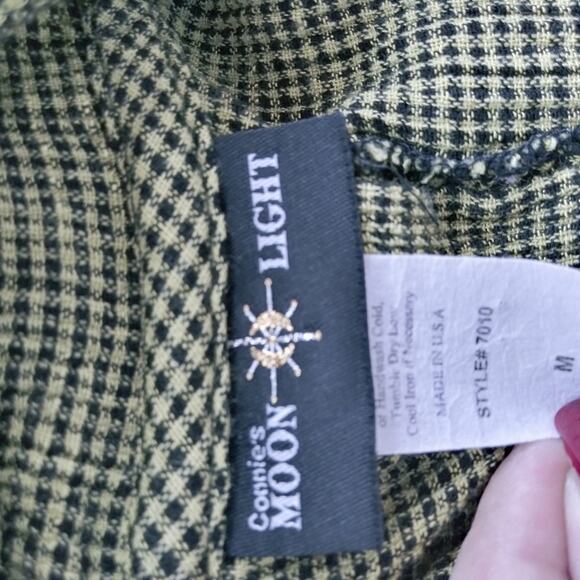 Connie's
MOON LIGHT
or Handwash Cold,
Tumble Dry Low
Cool Iron if Necessary
MADE IN U.S.A
STYLE# 7010
M